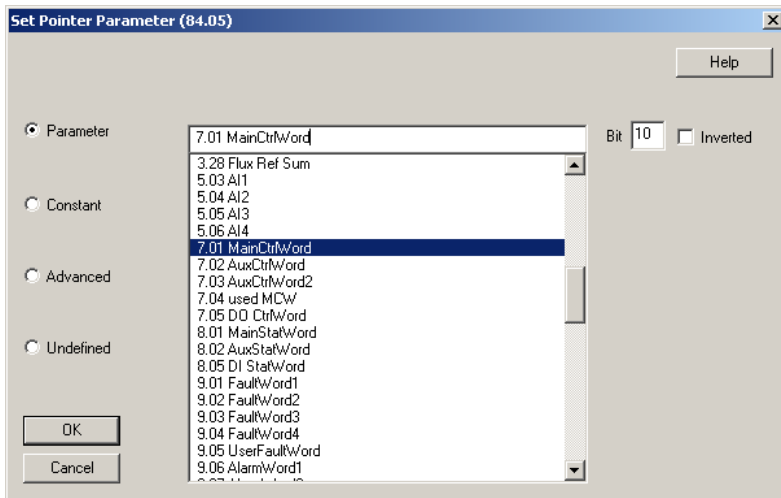 Set Pointer Parameter (84.05)
Help
Parameter
7.01 MainCtrlWord
Bit 10 Inverted
3.28 Flux Ref Sum
5.03 AI1
5.04 AI2
5.05 AI3
5.06 AI4
7.01 MainCtrlWord
7.02 AuxCtrlWord
7.03 AuxCtrlWord2
7.04 used MCW
7.05 DO CtrlWord
8.01 MainStatWord
8.02 AuxStatWord
8.05 DI StatWord
9.01 FaultWord1
9.02 FaultWord2
9.03 FaultWord3
9.04 FaultWord4
9.05 UserFaultWord
9.06 AlarmWord1
Constant
Advanced
Undefined
OK
Cancel